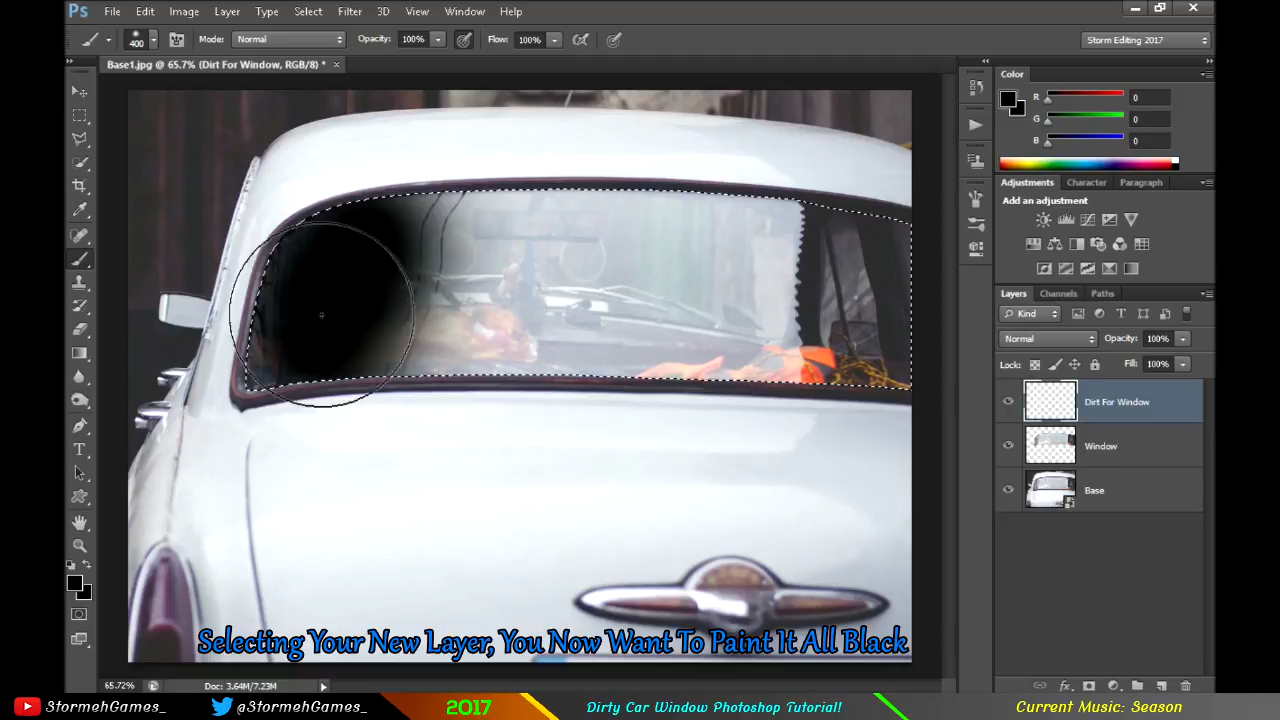 Ps File Edit Image Layer Type Select Filter 3D View Window Help
400 Mode: Normal Opacity: 100% Flow: 100% Storm Editing 2017
Base1.jpg @ 65.7% (Dirt For Window, RGB/8) *
Color
R 0
G 0
B 0
Adjustments Character Paragraph
Add an adjustment
Layers Channels Paths
Kind
Normal Opacity: 100%
Lock: Fill: 100%
Dirt For Window
Window
Base
Selecting Your New Layer, You Now Want To Paint It All Black
65.72% Doc: 3.64M/7.23M
fx
StormehGames_ @StormehGames_ 2017 Dirty Car Window Photoshop Tutorial! Current Music: Season